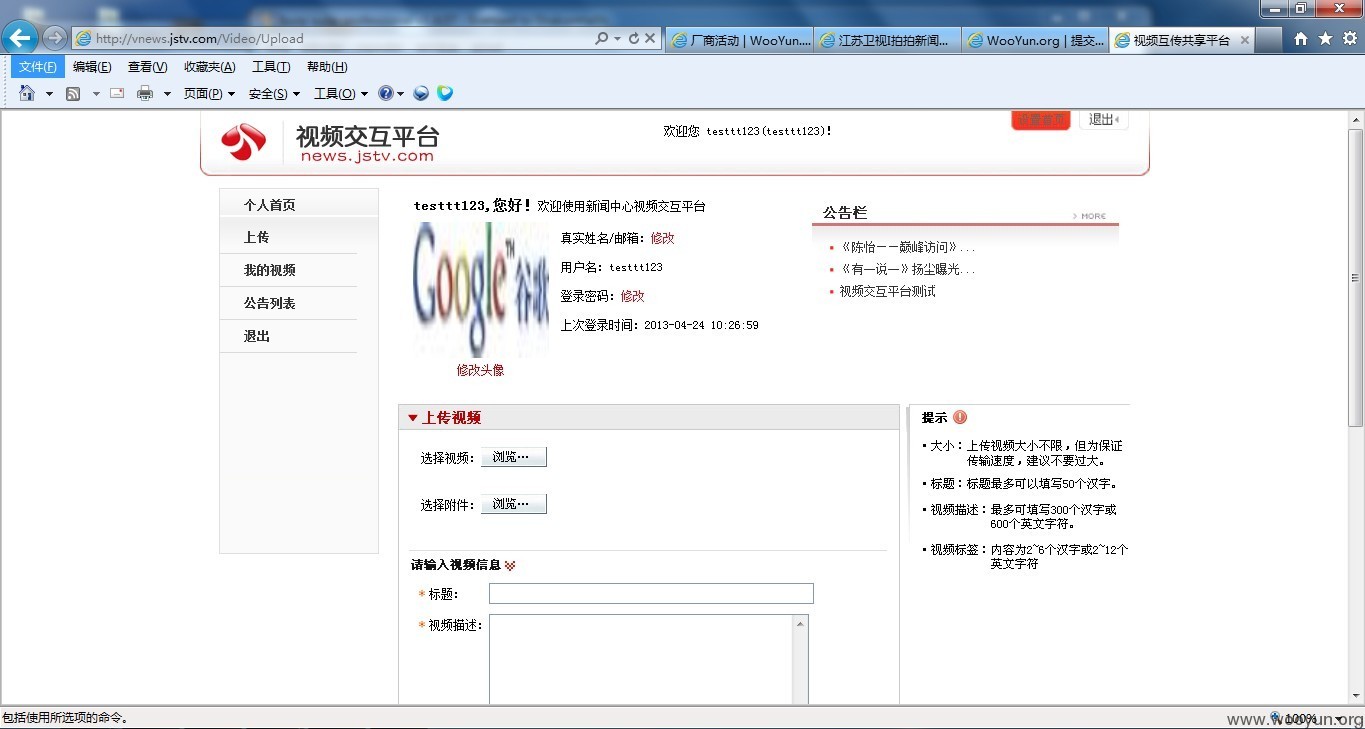 http://vnews.jstv.com/Video/Upload
厂商活动 | WooYun....
江苏卫视I拍拍新闻...
WooYun.org | 提交...
视频互传共享平台
文件(F) 编辑(E) 查看(V) 收藏夹(A) 工具(T) 帮助(H)
页面(P) 安全(S) 工具(O)
视频交互平台
news.jstv.com
欢迎您 testtt123(testtt123)!
退出
个人首页
上传
我的视频
公告列表
退出
testtt123,您好! 欢迎使用新闻中心视频交互平台
Google™ 谷歌
真实姓名/邮箱: 修改
用户名: testtt123
登录密码: 修改
上次登录时间: 2013-04-24 10:26:59
修改头像
公告栏
MORE
《陈怡——巅峰访问》...
《有一说一》扬尘曝光...
视频交互平台测试
上传视频
选择视频: 浏览…
选择附件: 浏览…
请输入视频信息
*标题:
*视频描述:
提示
• 大小：上传视频大小不限，但为保证
传输速度，建议不要过大。
• 标题：标题最多可以填写50个汉字。
• 视频描述：最多可填写300个汉字或
600个英文字符。
• 视频标签：内容为2~6个汉字或2~12个
英文字符
包括使用所选项的命令。
100%
www.wooyun.org